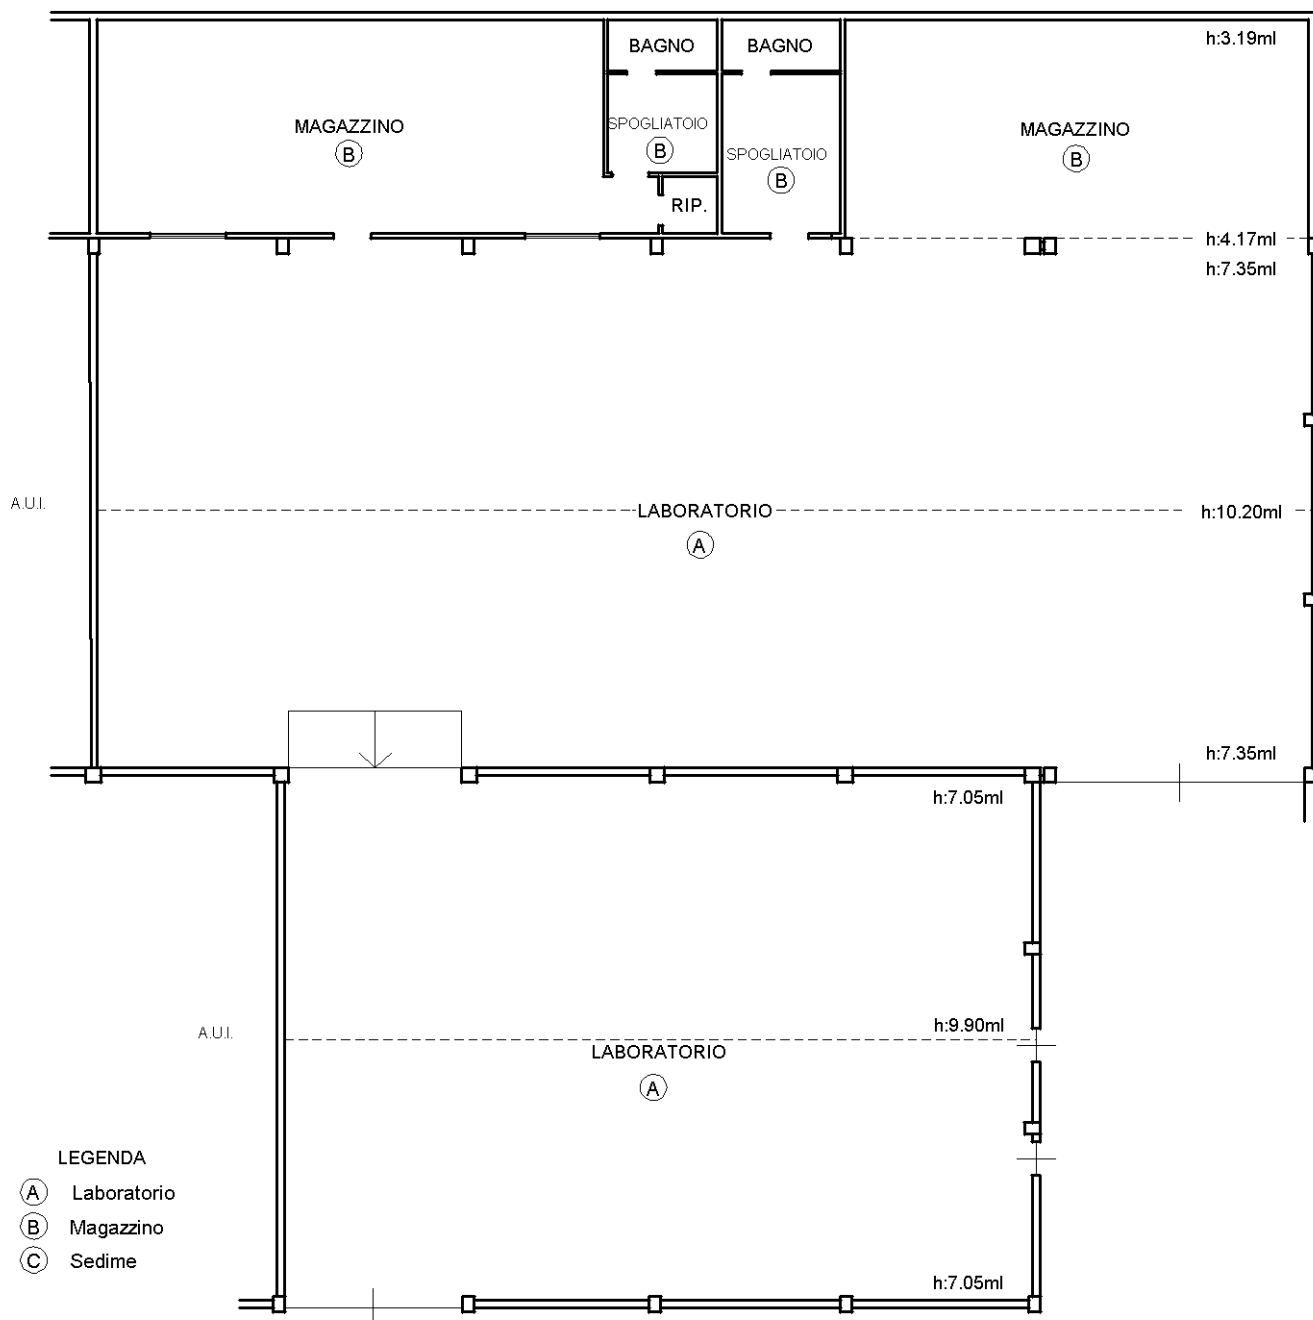 BAGNO
BAGNO
h:3.19ml
MAGAZZINO
B
SPOGLIATOIO
B
SPOGLIATOIO
B
MAGAZZINO
B
RIP.
h:4.17ml
h:7.35ml
A.U.I.
LABORATORIO
A
h:10.20ml
h:7.35ml
h:7.05ml
A.U.I.
h:9.90ml
LABORATORIO
A
LEGENDA
A Laboratorio
B Magazzino
C Sedime
h:7.05ml